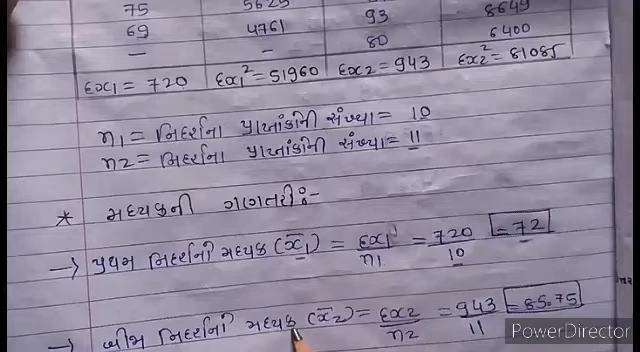 75 5625 93 8649
69 4761 80 6400
— -
Σx1 = 720 Σx1² = 51960 Σx2 = 943 Σx2² = 81085
n1 = નિદર્શના પ્રાપ્તાંકોની સંખ્યા = 10
n2 = નિદર્શના પ્રાપ્તાંકોની સંખ્યા = 11
* મધ્યકની ગણતરી:-
→ પ્રથમ નિદર્શનો મધ્યક (x̄1) = Σx1/n1 = 720/10 = 72
→ બીજા નિદર્શનો મધ્યક (x̄2) = Σx2/n2 = 943/11 = 85.75
PowerDirector